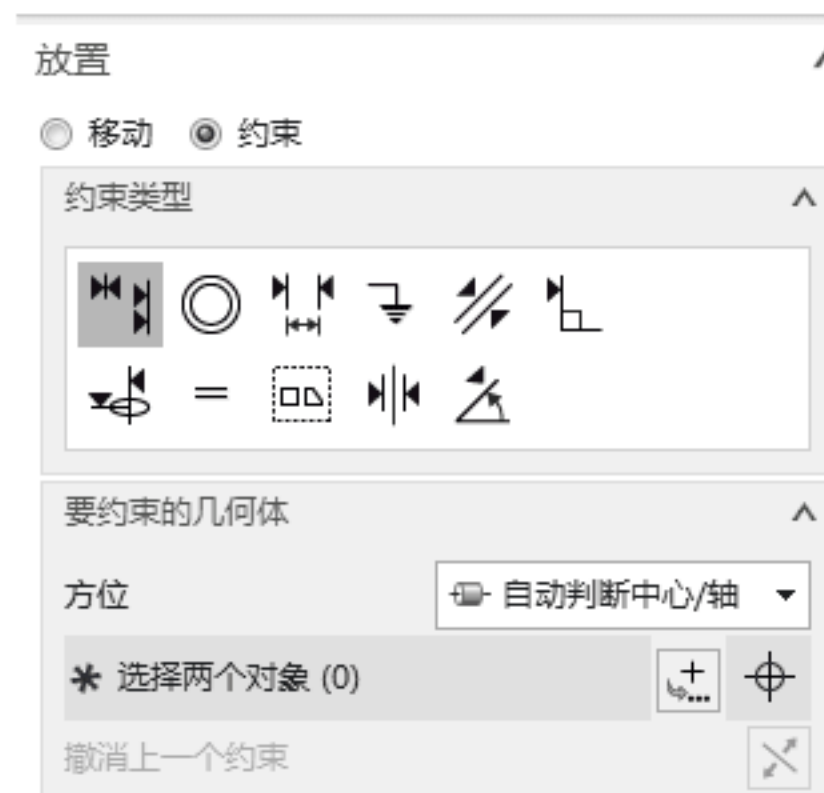 放置
移动 约束
约束类型
要约束的几何体
方位 自动判断中心/轴
选择两个对象 (0)
撤消上一个约束